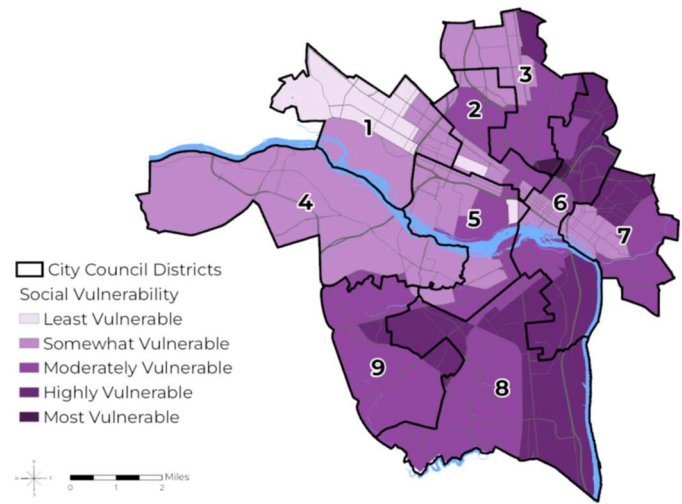 3
2
1
4
5
6
7
City Council Districts
Social Vulnerability
Least Vulnerable
Somewhat Vulnerable
Moderately Vulnerable
Highly Vulnerable
Most Vulnerable
9
8
Miles
0 1 2